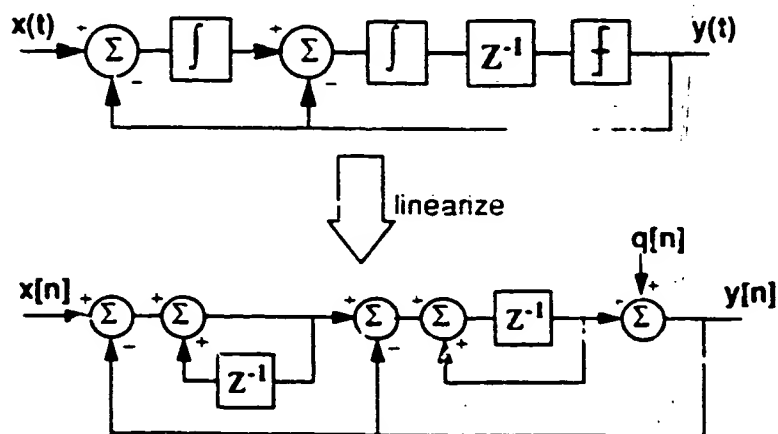 x(t) + Σ - ∫ + Σ - ∫ Z⁻¹ y(t)
linearize
q[n]
x[n] + Σ - + Σ + Z⁻¹ + Σ - + Σ + Z⁻¹ - + Σ y[n]